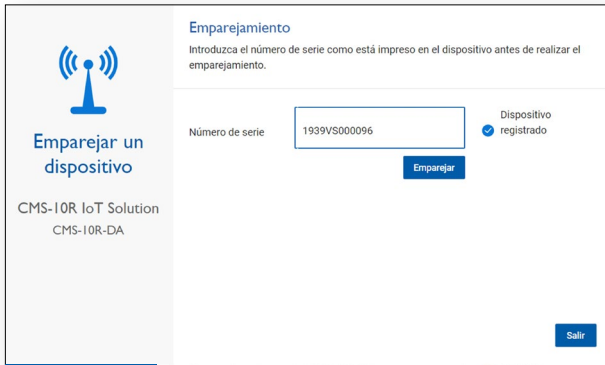 Emparejar un
dispositivo
CMS-10R IoT Solution
CMS-10R-DA
Emparejamiento
Introduzca el número de serie como está impreso en el dispositivo antes de realizar el
emparejamiento.
Número de serie
1939VS000096
Dispositivo
registrado
Emparejar
Salir